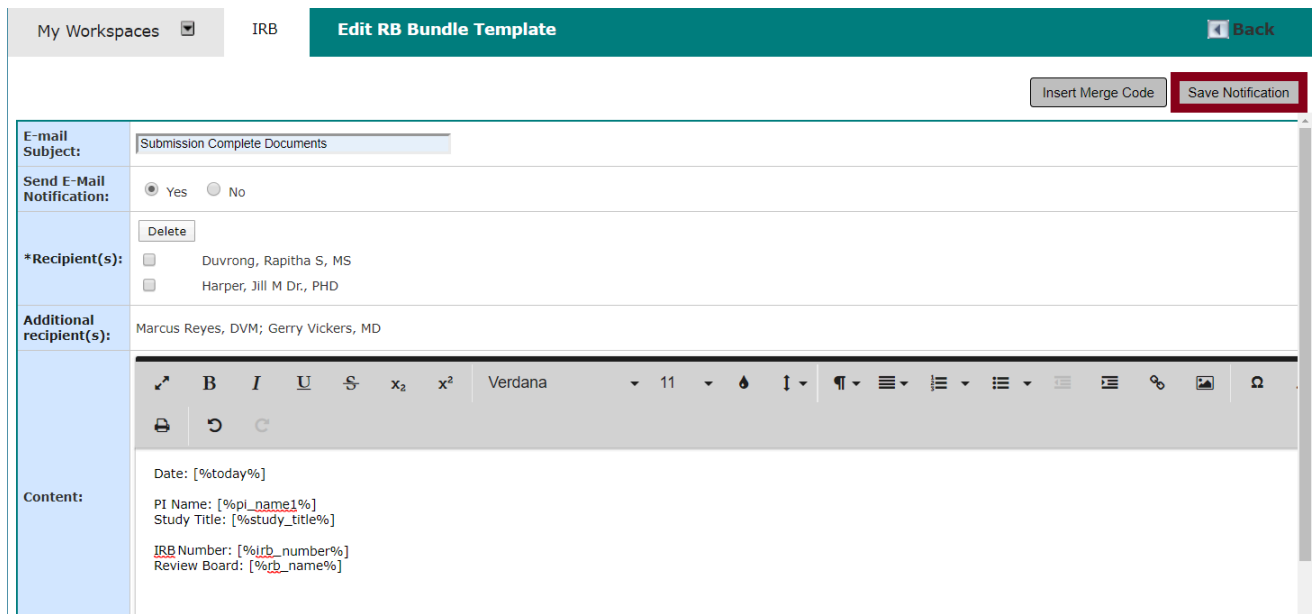 My Workspaces IRB Edit RB Bundle Template Back
Insert Merge Code Save Notification
E-mail
Subject:
Submission Complete Documents
Send E-Mail
Notification:
Yes No
*Recipient(s):
Delete
Duvrong, Rapitha S, MS
Harper, Jill M Dr., PHD
Additional
recipient(s):
Marcus Reyes, DVM; Gerry Vickers, MD
Content:
B I U S x₂ x² Verdana 11 ¶ Ω
Date: [%today%]
PI Name: [%pi_name1%]
Study Title: [%study_title%]
IRB Number: [%irb_number%]
Review Board: [%rb_name%]